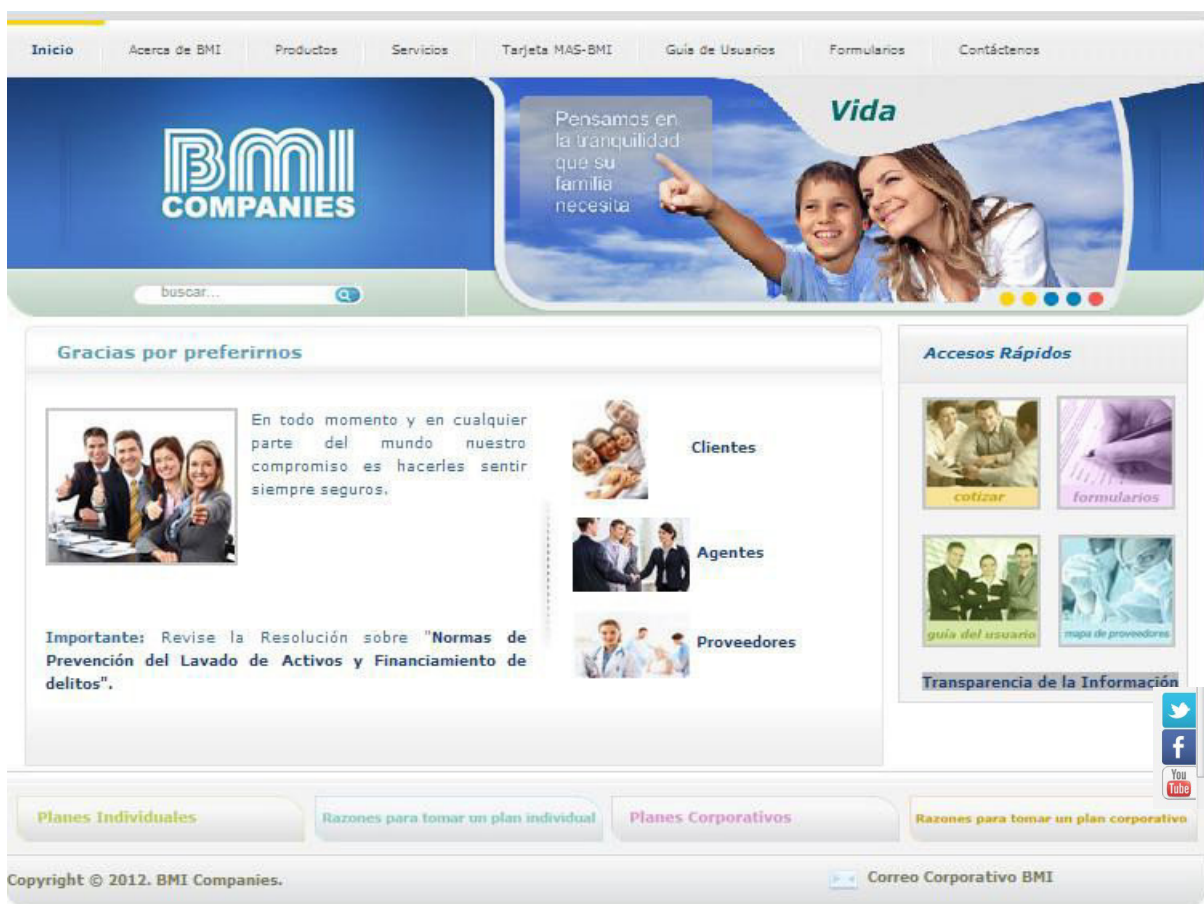 Inicio
Acerca de BMI
Productos
Servicios
Tarjeta MAS-BMI
Guía de Usuarios
Formularios
Contáctenos
BMI
COMPANIES
Pensamos en
la tranquilidad
que su
familia
necesita
Vida
buscar...
Gracias por preferirnos
En todo momento y en cualquier
parte del mundo nuestro
compromiso es hacerles sentir
siempre seguros.
Importante: Revise la Resolución sobre "Normas de
Prevención del Lavado de Activos y Financiamiento de
delitos".
Clientes
Agentes
Proveedores
Accesos Rápidos
cotizar
formularios
guía del usuario
mapa de proveedores
Transparencia de la Información
f
You
Tube
Planes Individuales
Razones para tomar un plan individual
Planes Corporativos
Razones para tomar un plan corporativo
Copyright © 2012. BMI Companies.
Correo Corporativo BMI